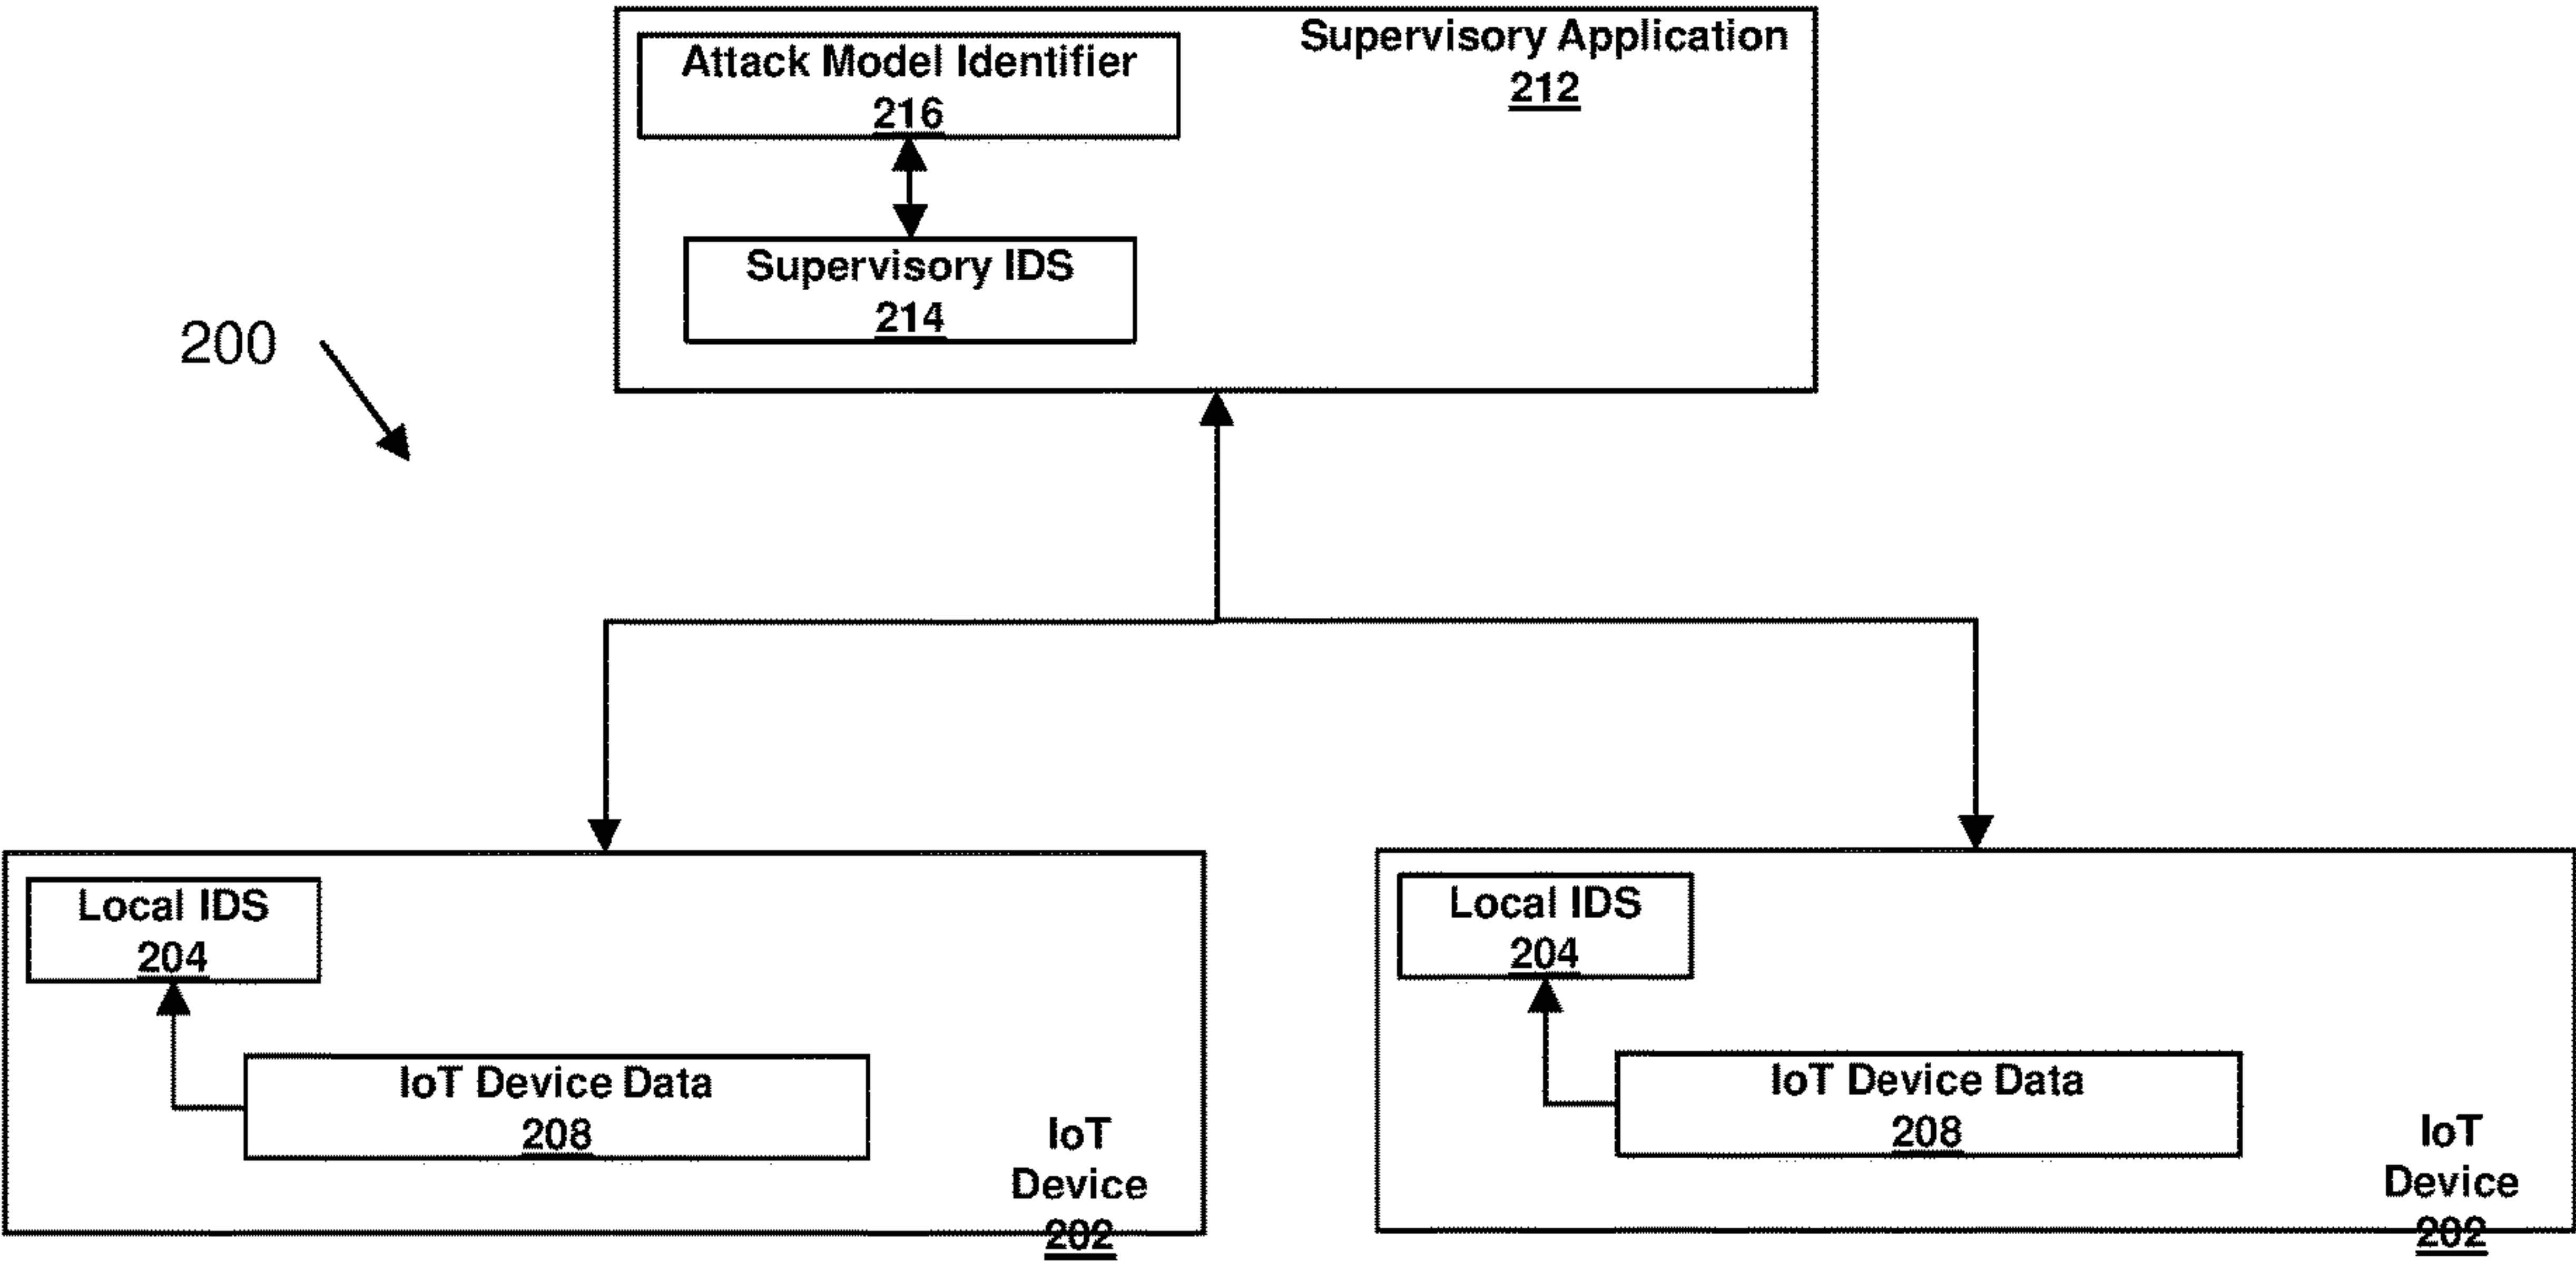 Supervisory Application
212
Attack Model Identifier
216
Supervisory IDS
214
200
Local IDS
204
IoT Device Data
208
IoT
Device
202
Local IDS
204
IoT Device Data
208
IoT
Device
202